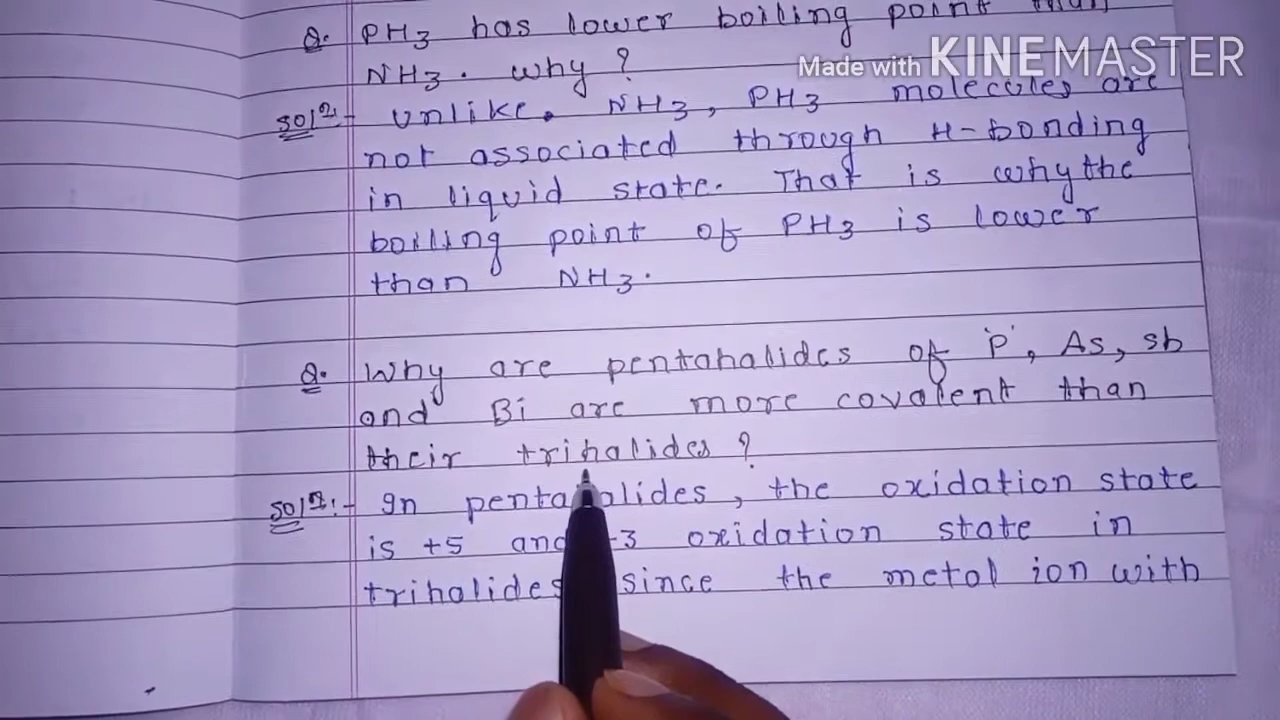 Q. PH3 has lower boiling point than
Made with KINEMASTER
NH3. why?
Solⁿ:- Unlike. NH3, PH3 molecules are
not associated through H-bonding
in liquid state. That is why the
boiling point of PH3 is lower
than NH3.
Q. Why are pentahalides of 'P', As, sb
and Bi are more covalent than
their trihalides?
Solⁿ:- In pentahalides, the oxidation state
is +5 and +3 oxidation state in
trihalides since the metal ion with